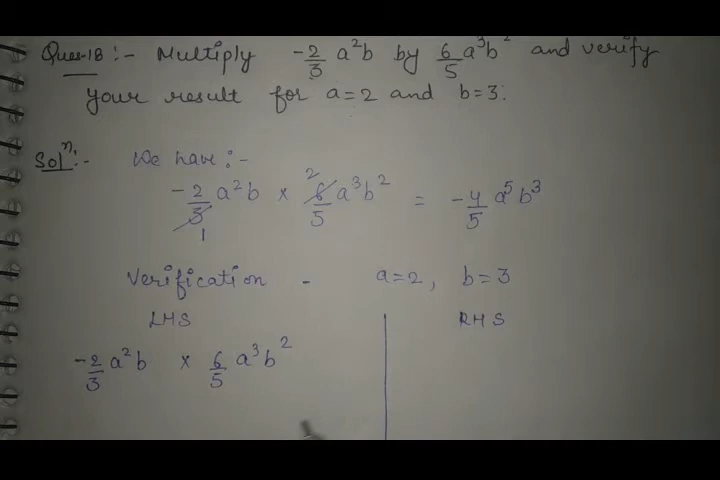 Ques-18 :- Multiply -2/3 a²b by 6/5 a³b² and verify
your result for a=2 and b=3.
Solⁿ:- We have :-
-2/3 a²b × 6/5 a³b² = -4/5 a⁵b³
2
1
Verification - a=2, b=3
LHS RHS
-2/3 a²b × 6/5 a³b²